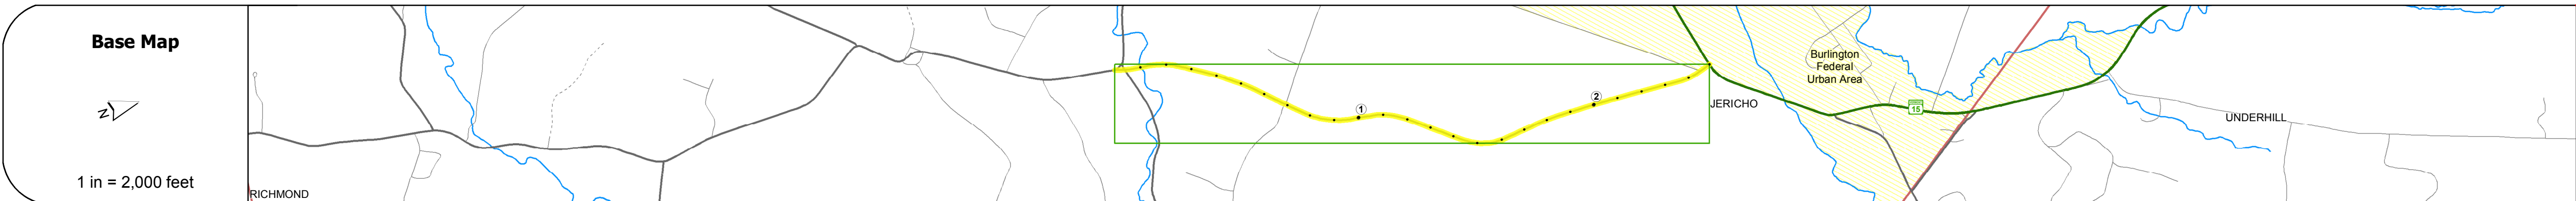 Base Map
N
1 in = 2,000 feet
RICHMOND
1
2
JERICHO
Burlington
Federal
Urban Area
15
UNDERHILL